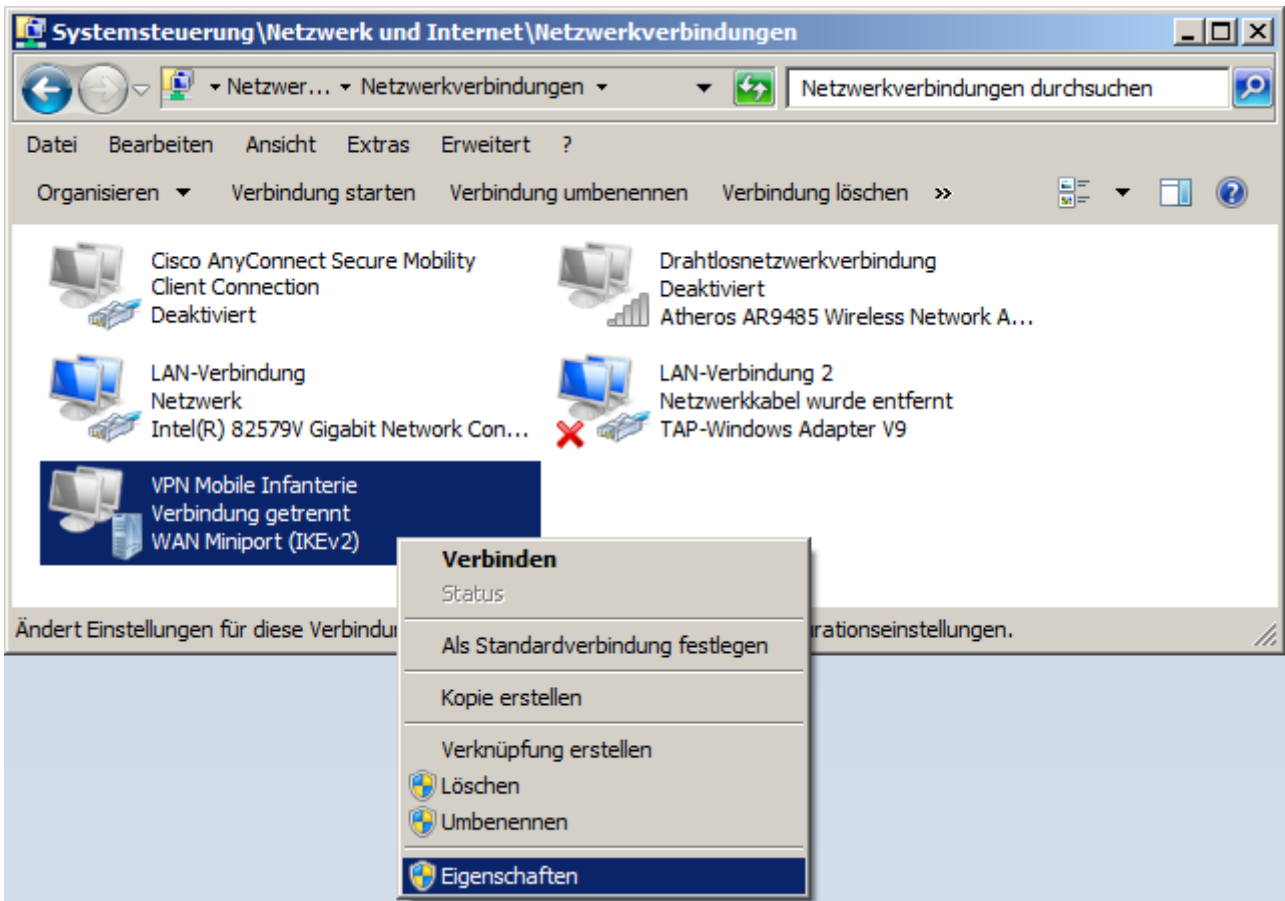 Systemsteuerung\Netzwerk und Internet\Netzwerkverbindungen
Netzwer... Netzwerkverbindungen
Netzwerkverbindungen durchsuchen
Datei Bearbeiten Ansicht Extras Erweitert ?
Organisieren Verbindung starten Verbindung umbenennen Verbindung löschen »
Cisco AnyConnect Secure Mobility
Client Connection
Deaktiviert
Drahtlosnetzwerkverbindung
Deaktiviert
Atheros AR9485 Wireless Network A...
LAN-Verbindung
Netzwerk
Intel(R) 82579V Gigabit Network Con...
LAN-Verbindung 2
Netzwerkkabel wurde entfernt
TAP-Windows Adapter V9
VPN Mobile Infanterie
Verbindung getrennt
WAN Miniport (IKEv2)
Verbinden
Status
Als Standardverbindung festlegen
Kopie erstellen
Verknüpfung erstellen
Löschen
Umbenennen
Eigenschaften
Ändert Einstellungen für diese